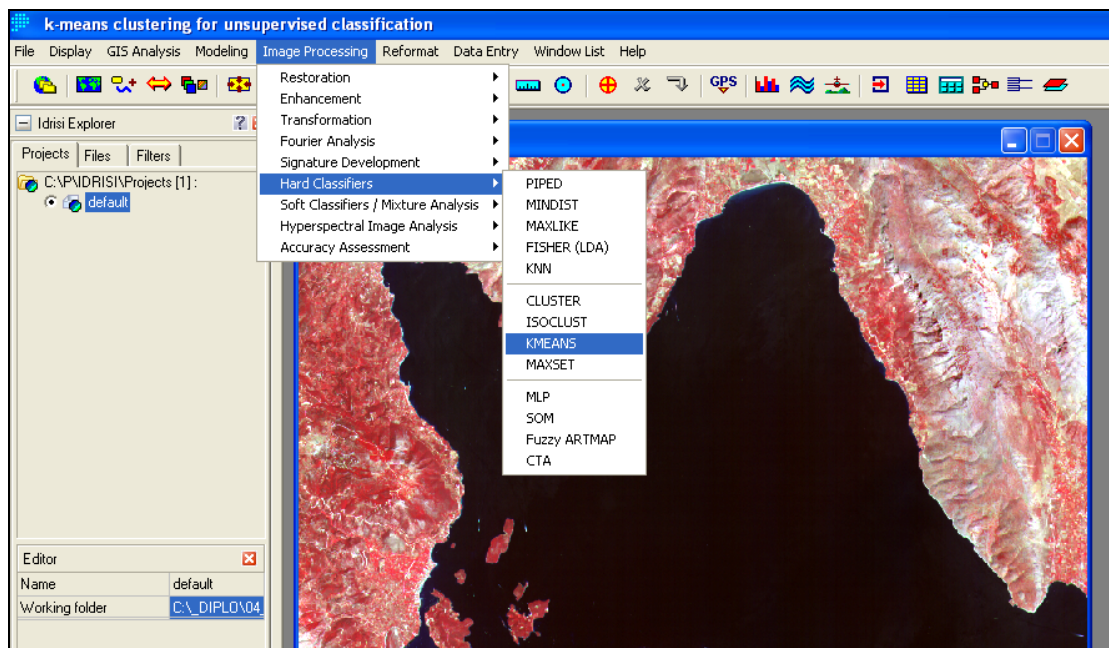 k-means clustering for unsupervised classification
File Display GIS Analysis Modeling Image Processing Reformat Data Entry Window List Help
GPS
Idrisi Explorer
Projects Files Filters
C:\P\IDRISI\Projects [1] :
default
Restoration
Enhancement
Transformation
Fourier Analysis
Signature Development
Hard Classifiers
Soft Classifiers / Mixture Analysis
Hyperspectral Image Analysis
Accuracy Assessment
PIPED
MINDIST
MAXLIKE
FISHER (LDA)
KNN
CLUSTER
ISOCLUST
KMEANS
MAXSET
MLP
SOM
Fuzzy ARTMAP
CTA
Editor
Name default
Working folder C:\_DIPLO\04_